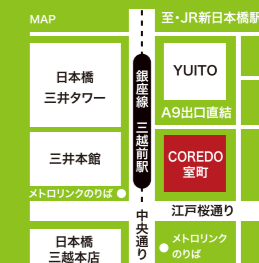 MAP
至・JR新日本橋駅
日本橋
三井タワー
銀座線 三越前駅
YUITO
A9出口直結
三井本館
COREDO
室町
メトロリンクのりば
江戸桜通り
中央通り
日本橋
三越本店
メトロリンク
のりば